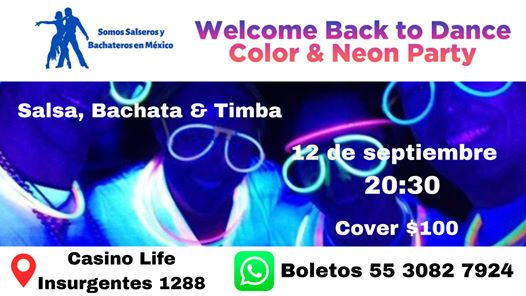 Somos Salseros y
Bachateros en México
Welcome Back to Dance
Color & Neon Party
Salsa, Bachata & Timba
12 de septiembre
20:30
Cover $100
Casino Life
Insurgentes 1288
Boletos 55 3082 7924